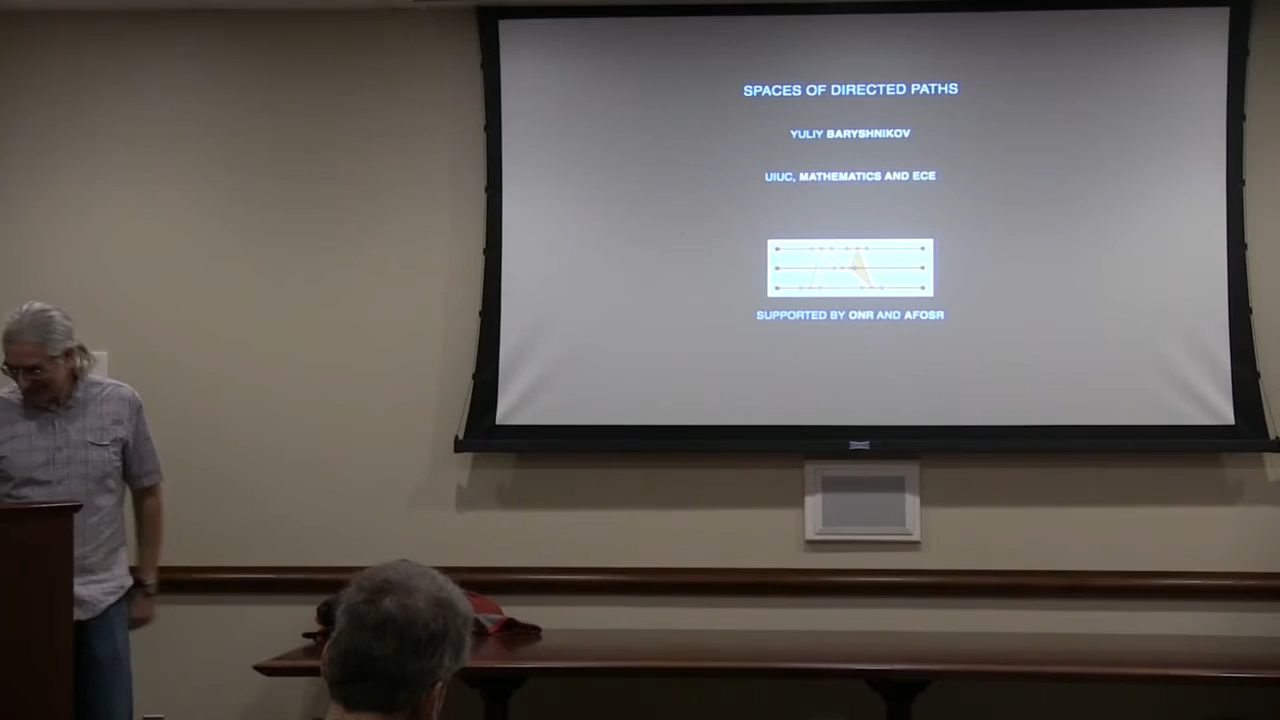 SPACES OF DIRECTED PATHS
YULIY BARYSHNIKOV
UIUC, MATHEMATICS AND ECE
SUPPORTED BY ONR AND AFOSR